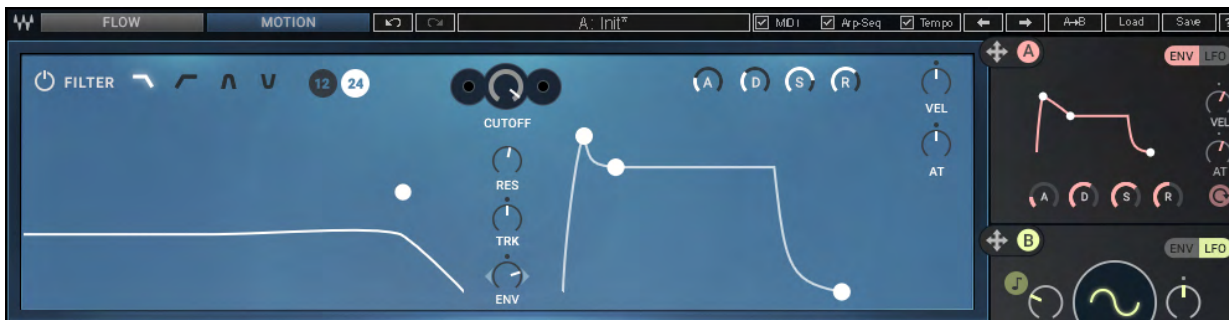 FLOW MOTION A: Init* MIDI Arp-Seq Tempo A→B Load Save ?
FILTER 12 24 CUTOFF A D S R VEL
RES AT
TRK
ENV
A ENV LFO
VEL
AT
A D S R
B ENV LFO